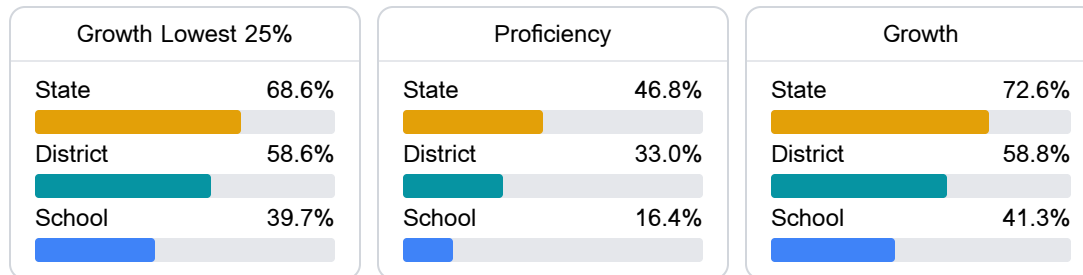 Growth Lowest 25%
State 68.6%
District 58.6%
School 39.7%
Proficiency
State 46.8%
District 33.0%
School 16.4%
Growth
State 72.6%
District 58.8%
School 41.3%